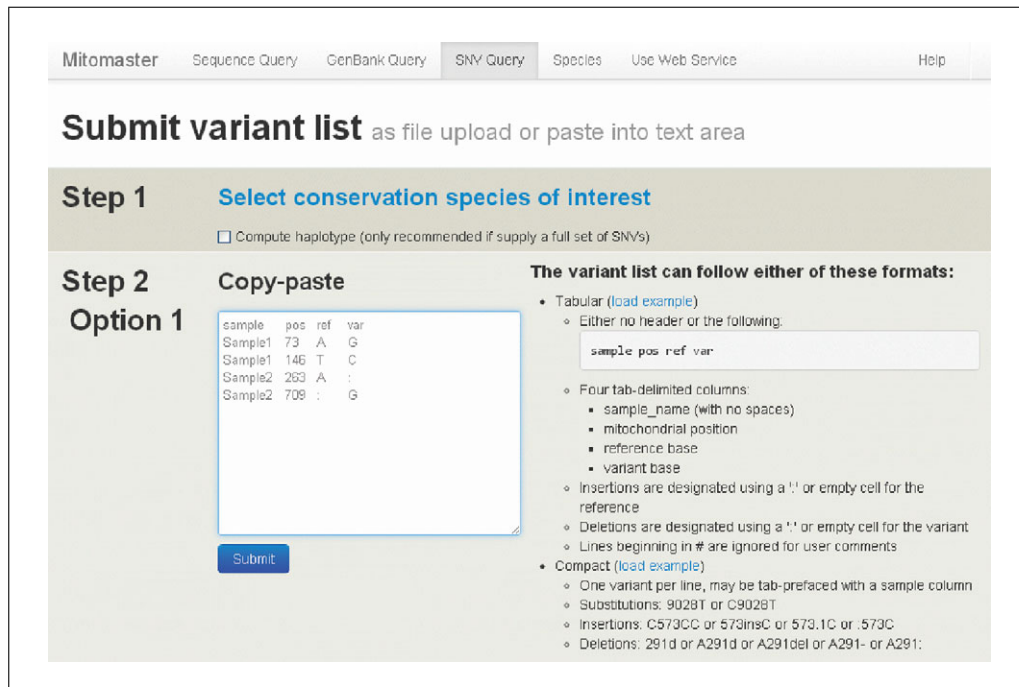 Mitomaster Sequence Query GenBank Query SNV Query Species Use Web Service Help
Submit variant list as file upload or paste into text area
Step 1 Select conservation species of interest
Compute haplotype (only recommended if supply a full set of SNVs)
Step 2
Option 1
Copy-paste
sample pos ref var
Sample1 73 A G
Sample1 146 T C
Sample2 263 A :
Sample2 709 : G
Submit
The variant list can follow either of these formats:
• Tabular (load example)
◦ Either no header or the following:
sample pos ref var
◦ Four tab-delimited columns:
▪ sample_name (with no spaces)
▪ mitochondrial position
▪ reference base
▪ variant base
◦ Insertions are designated using a ':' or empty cell for the
reference
◦ Deletions are designated using a ':' or empty cell for the variant
◦ Lines beginning in # are ignored for user comments
• Compact (load example)
◦ One variant per line, may be tab-prefaced with a sample column
◦ Substitutions: 9028T or C9028T
◦ Insertions: C573CC or 573insC or 573.1C or :573C
◦ Deletions: 291d or A291d or A291del or A291- or A291: